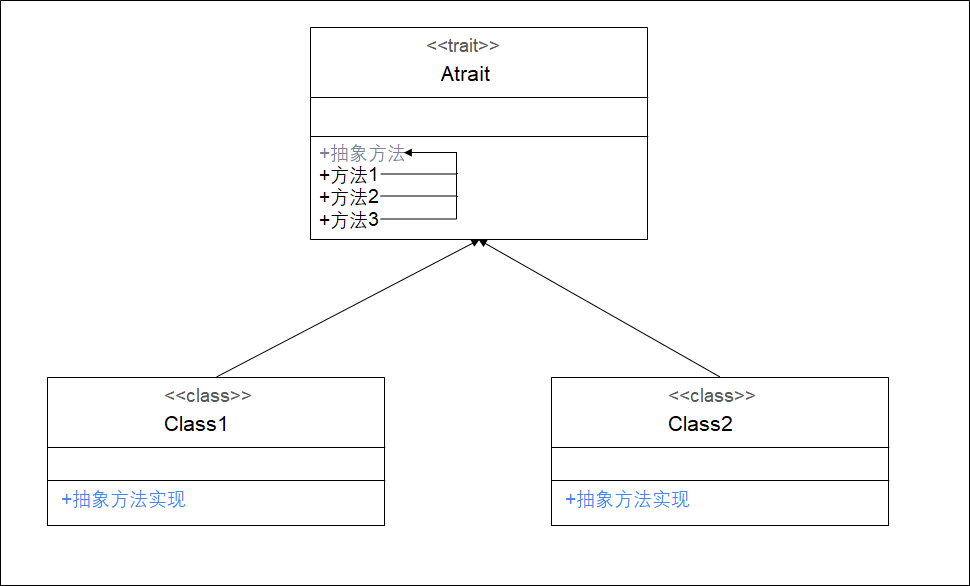 <<trait>>
Atrait
+抽象方法
+方法1
+方法2
+方法3
<<class>>
Class1
+抽象方法实现
<<class>>
Class2
+抽象方法实现